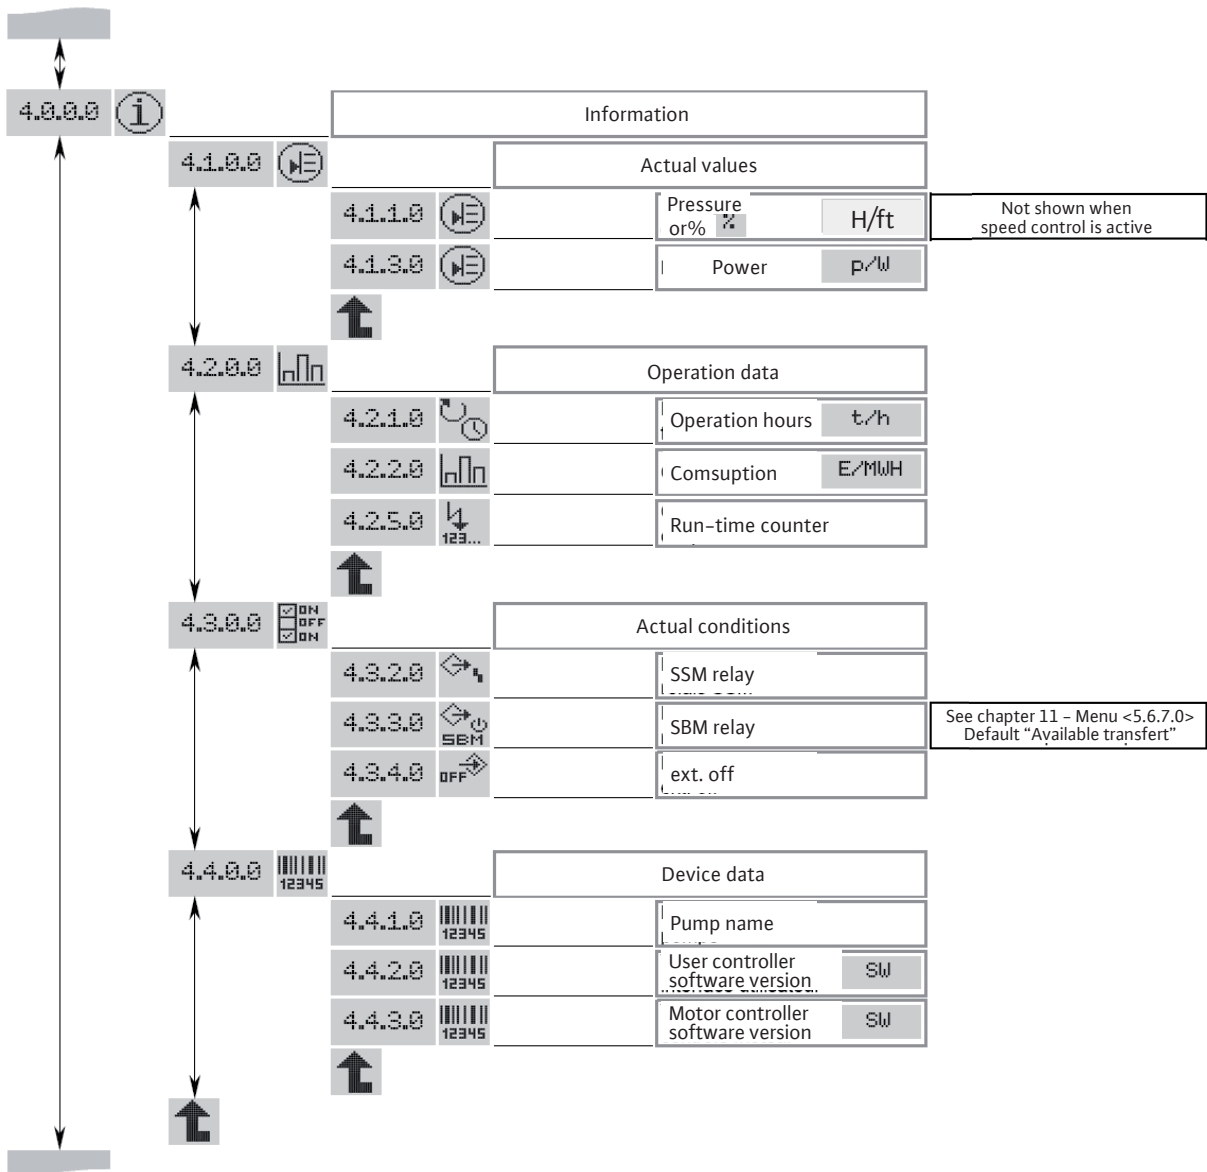 4.0.0.0 i Information
4.1.0.0 Actual values
4.1.1.0 Pressure
or% % H/ft
Not shown when
speed control is active
4.1.3.0 Power p/W
4.2.0.0 Operation data
4.2.1.0 Operation hours t/h
4.2.2.0 Comsuption E/MWH
4.2.5.0 123... Run-time counter
4.3.0.0 Actual conditions
ON
OFF
ON
4.3.2.0 SSM relay
4.3.3.0 SBM SBM relay
See chapter 11 – Menu <5.6.7.0>
Default “Available transfert”
4.3.4.0 OFF ext. off
4.4.0.0 12345 Device data
4.4.1.0 12345 Pump name
4.4.2.0 12345 User controller
software version SW
4.4.3.0 12345 Motor controller
software version SW